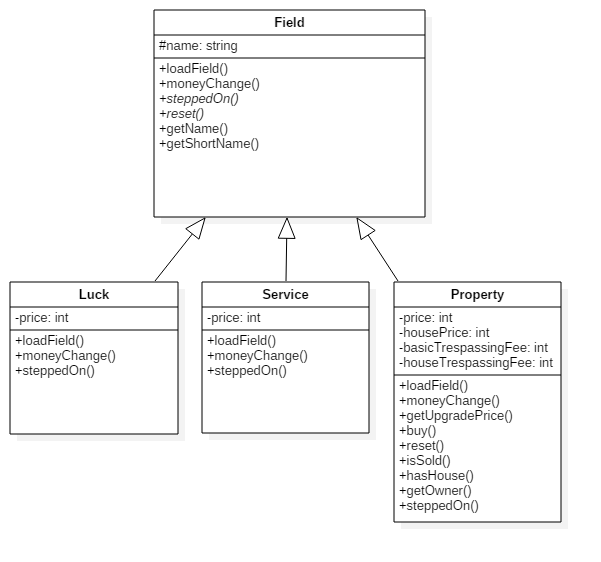 Field
#name: string
+loadField()
+moneyChange()
+steppedOn()
+reset()
+getName()
+getShortName()
Luck
-price: int
+loadField()
+moneyChange()
+steppedOn()
Service
-price: int
+loadField()
+moneyChange()
+steppedOn()
Property
-price: int
-housePrice: int
-basicTrespassingFee: int
-houseTrespassingFee: int
+loadField()
+moneyChange()
+getUpgradePrice()
+buy()
+reset()
+isSold()
+hasHouse()
+getOwner()
+steppedOn()